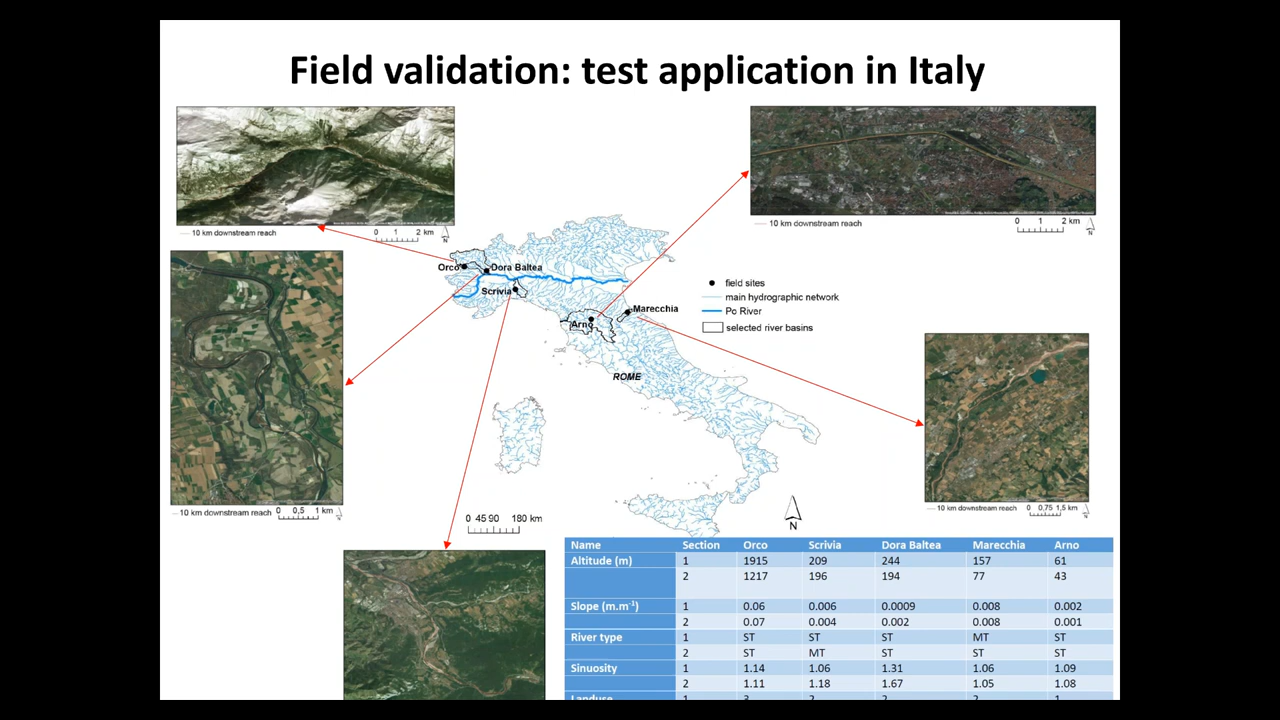 Field validation: test application in Italy
10 km downstream reach
0 1 2 km
N
10 km downstream reach
0 1 2 km
N
Orco
Dora Baltea
Scrivia
Marecchia
Arno
ROME
field sites
main hydrographic network
Po River
selected river basins
10 km downstream reach
0 0,5 1 km
N
10 km downstream reach
0 0,75 1,5 km
N
0 45 90 180 km
N
Name Section Orco Scrivia Dora Baltea Marecchia Arno
Altitude (m) 1 1915 209 244 157 61
2 1217 196 194 77 43
Slope (m.m-1) 1 0.06 0.006 0.0009 0.008 0.002
2 0.07 0.004 0.002 0.008 0.001
River type 1 ST ST ST MT ST
2 ST MT ST ST ST
Sinuosity 1 1.14 1.06 1.31 1.06 1.09
2 1.11 1.18 1.67 1.05 1.08
Landuse 1 3 2 2 2 1